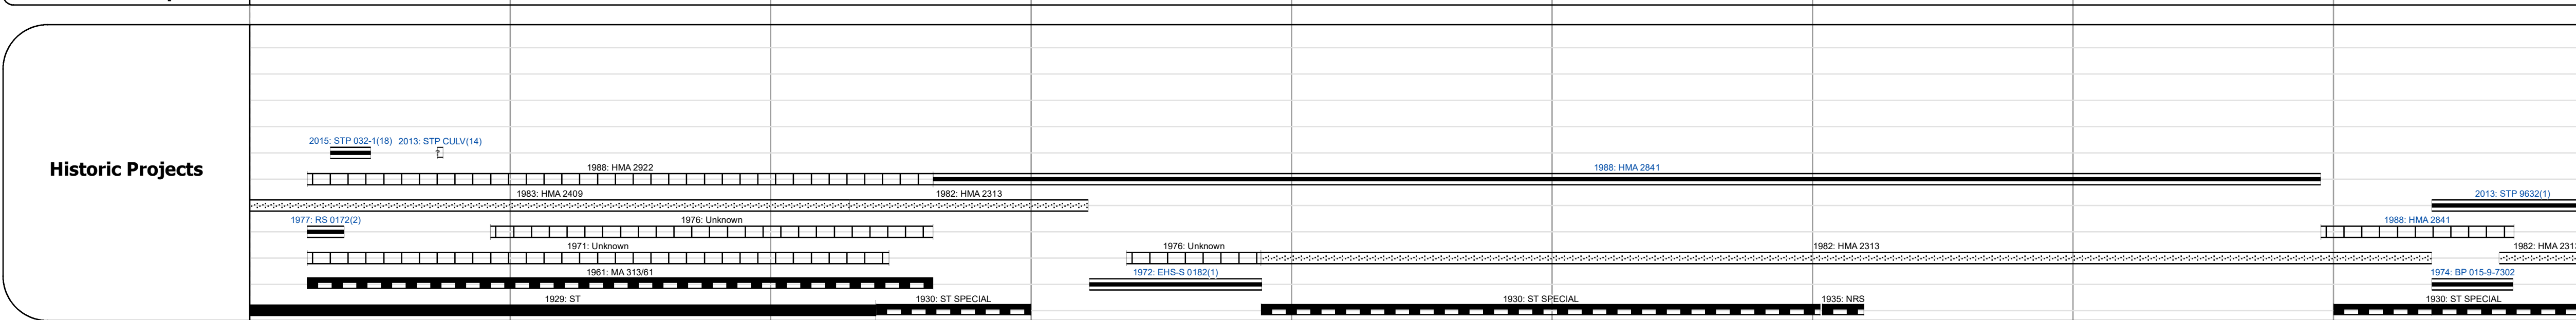 Historic Projects
2015: STP 032-1(18) 2013: STP CULV(14)
1988: HMA 2922 1988: HMA 2841
1983: HMA 2409 1982: HMA 2313 2013: STP 9632(1)
1977: RS 0172(2) 1976: Unknown 1988: HMA 2841
1971: Unknown 1976: Unknown 1982: HMA 2313 1982: HMA 231
1961: MA 313/61 1972: EHS-S 0182(1) 1974: BP 015-9-7302
1929: ST 1930: ST SPECIAL 1930: ST SPECIAL 1935: NRS 1930: ST SPECIAL